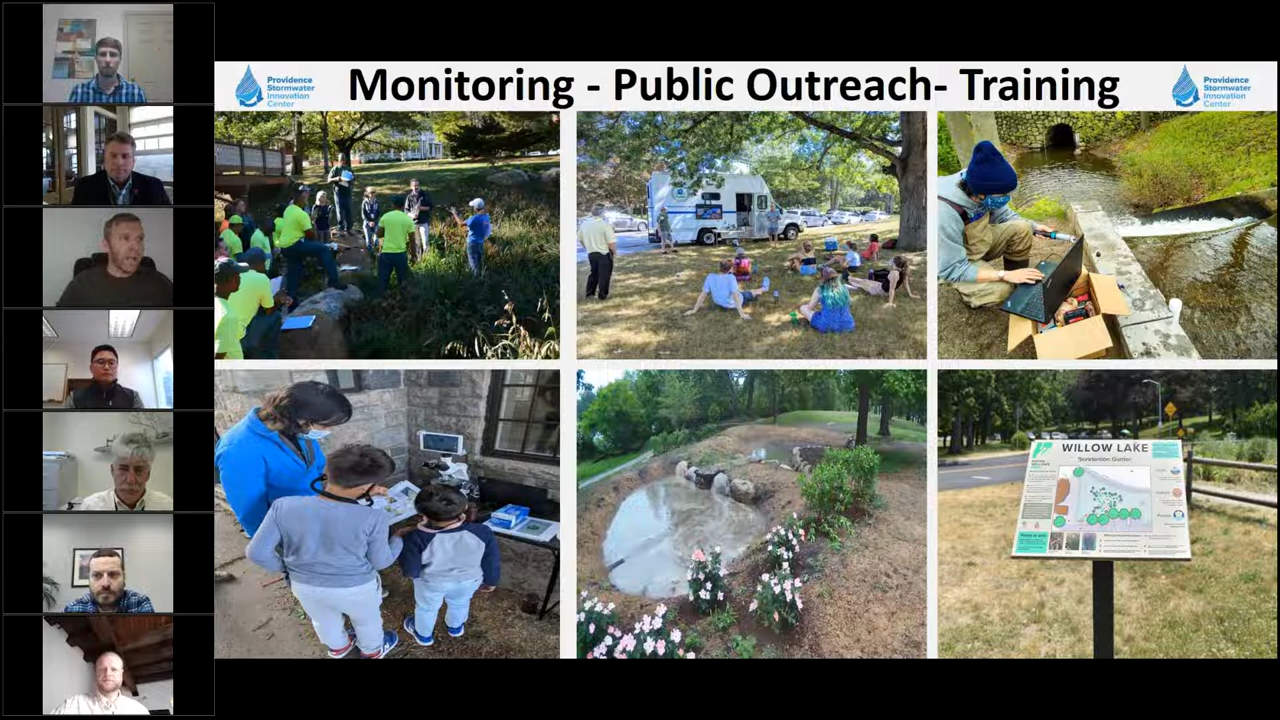 Providence
Stormwater
Innovation
Center
Monitoring - Public Outreach- Training
Providence
Stormwater
Innovation
Center
WILLOW LAKE
Bioretention Garden